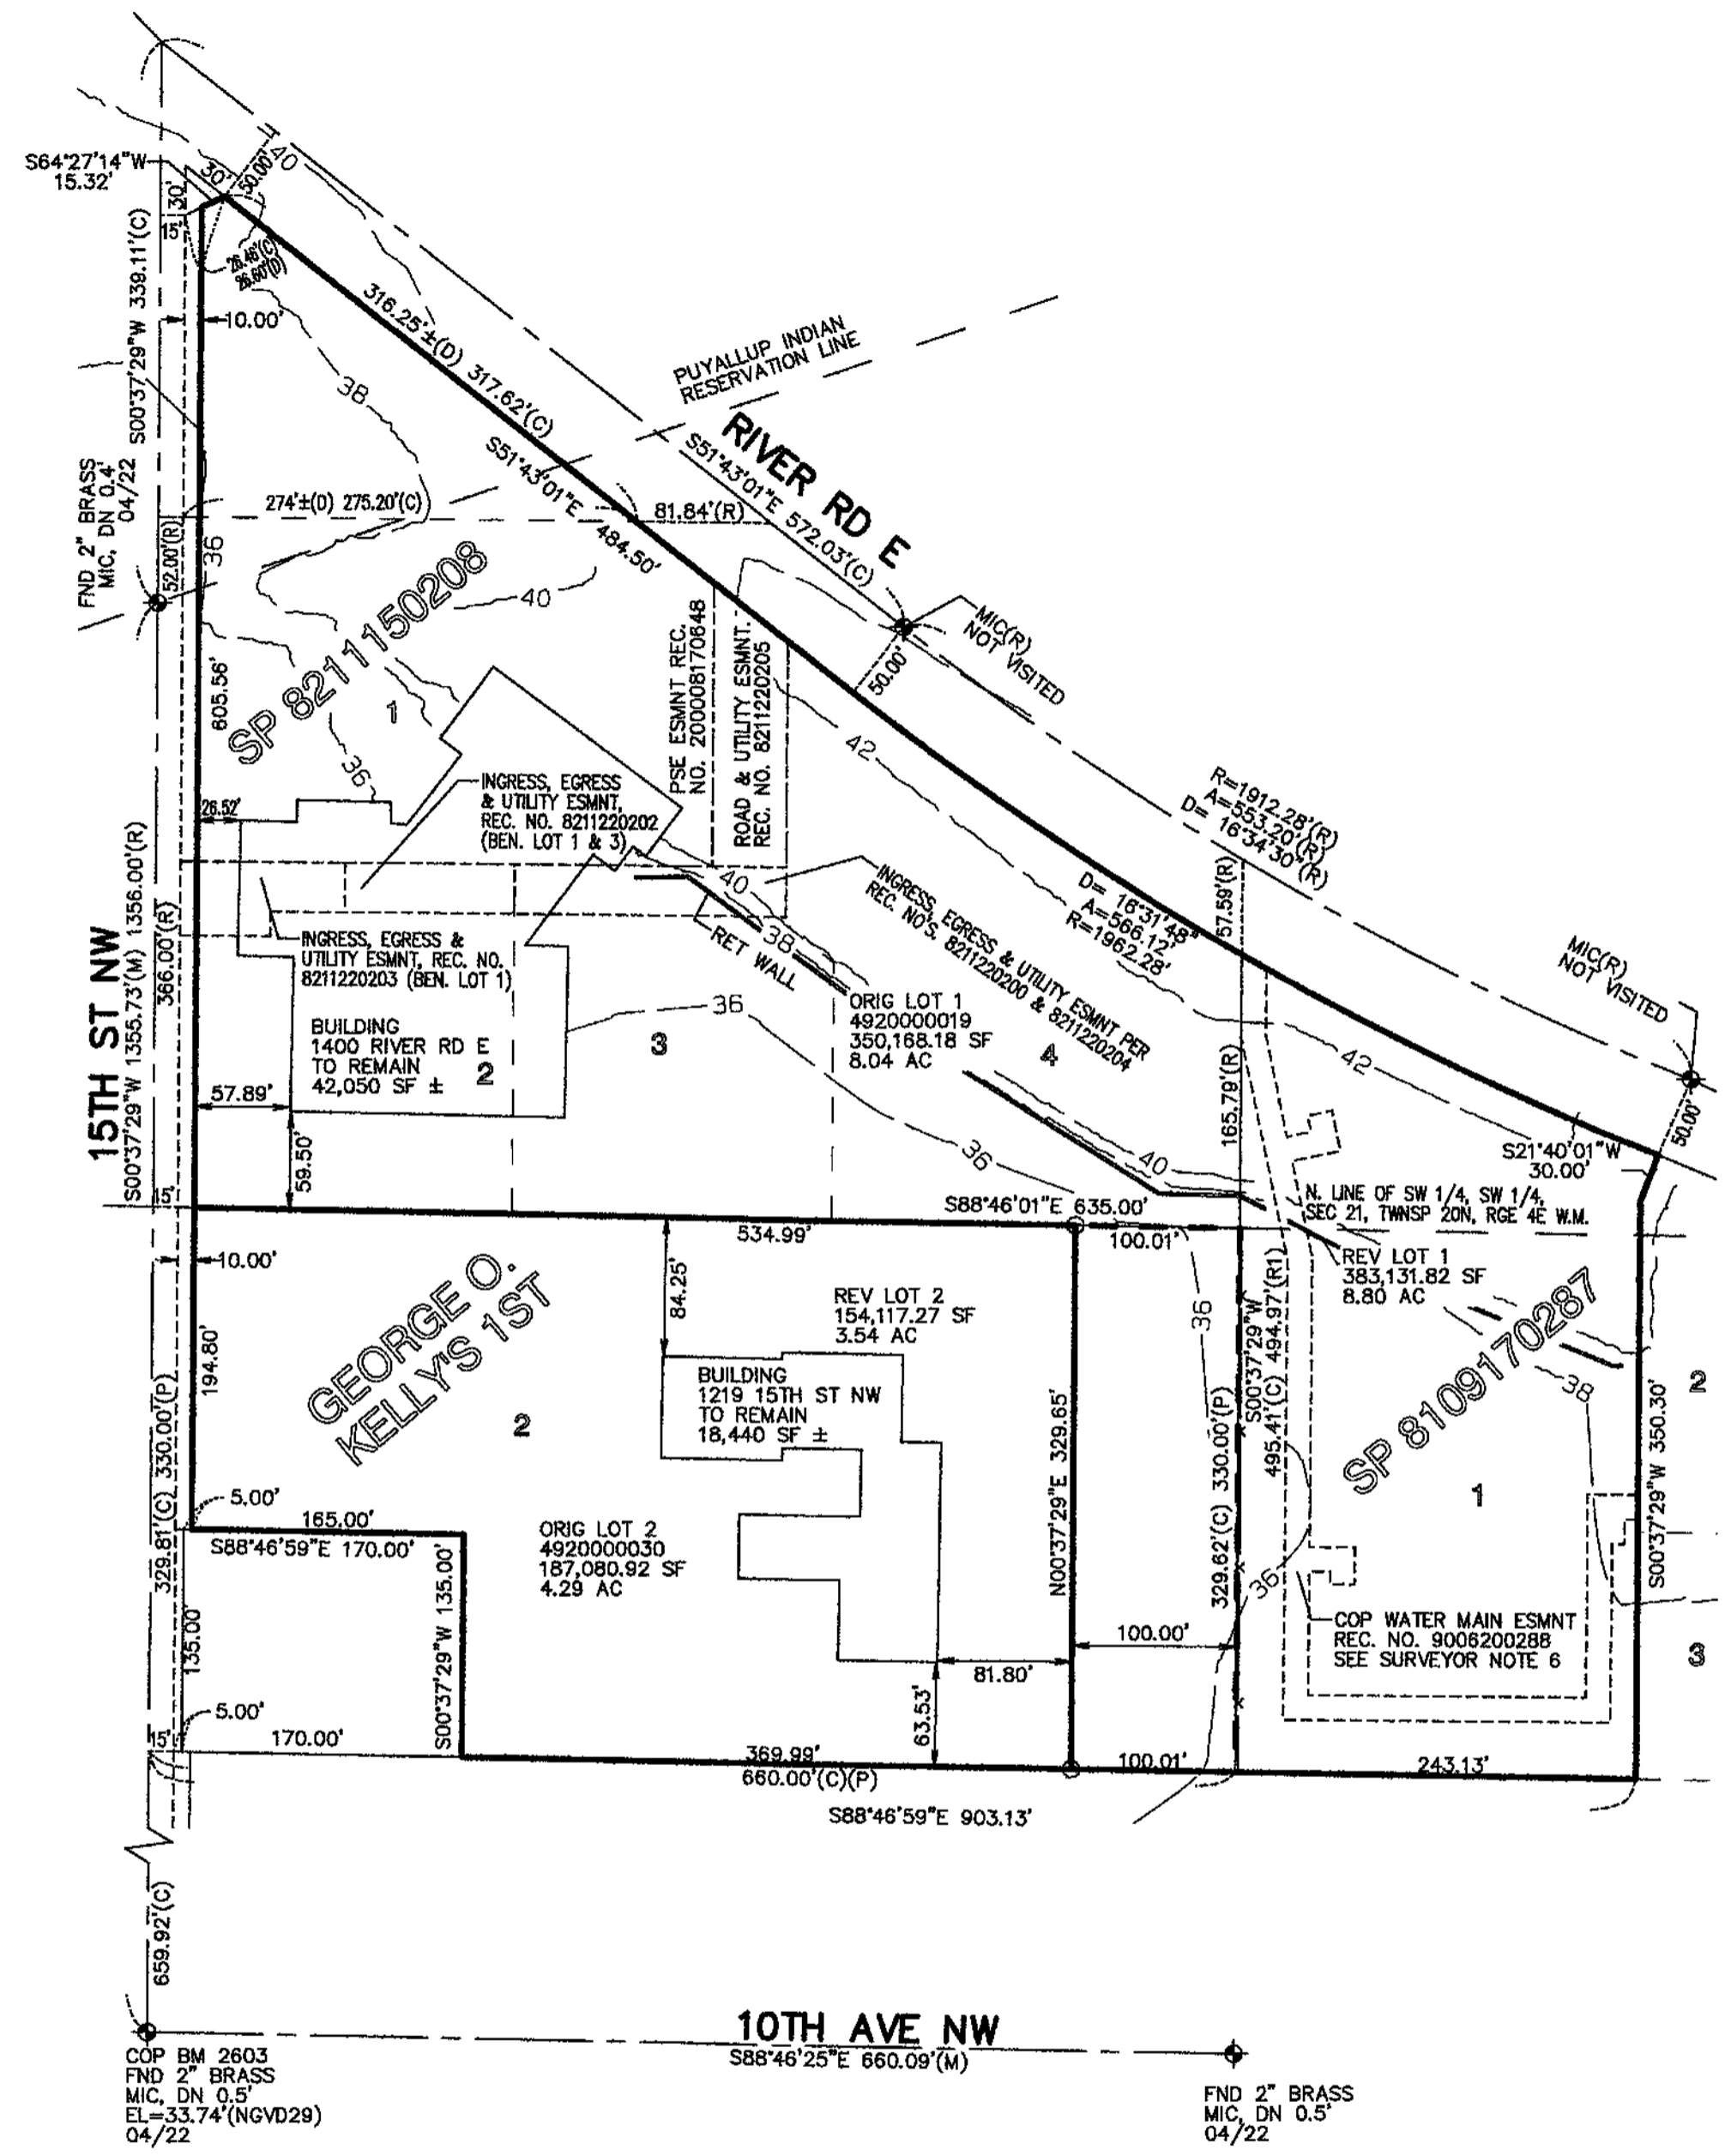 S64°27'14"W
15.32'
30'
50.00'
40
30'
15'
26.46'(C)
26.60'(D)
10.00'
S00°37'29"W 339.11'(C)
316.25'±(D) 317.62'(C)
38
PUYALLUP INDIAN
RESERVATION LINE
RIVER RD E
S51°43'01"E 572.03'(C)
S51°43'01"E 484.50'
FND 2" BRASS
MIC, DN 0.4'
04/22
274'±(D) 275.20'(C)
81.84'(R)
52.00'(R)
36
40
SP 8211150208
1
605.56'
36
MIC(R)
NOT VISITED
50.00'
PSE ESMNT REC.
NO. 200008170648
ROAD & UTILITY ESMNT.
REC. NO. 8211220205
42
INGRESS, EGRESS
& UTILITY ESMNT,
REC. NO. 8211220202
(BEN. LOT 1 & 3)
26.52'
R=1912.28'(R)
A=553.20'(R)
D= 16°34'30"(R)
57.59'(R)
D= 16°31'48"
A=566.12'
R=1962.28'
INGRESS, EGRESS & UTILITY ESMNT PER
REC. NO'S. 8211220200 & 8211220204
40
38
RET WALL
INGRESS, EGRESS &
UTILITY ESMNT, REC. NO.
8211220203 (BEN. LOT 1)
15TH ST NW
S00°37'29"W 1355.73'(M) 1356.00'(R)
366.00'(R)
BUILDING
1400 RIVER RD E
TO REMAIN
42,050 SF ±
2
3
36
ORIG LOT 1
4920000019
350,168.18 SF
8.04 AC
4
MIC(R)
NOT VISITED
42
57.89'
59.50'
165.79'(R)
36
40
50.00'
S21°40'01"W
30.00'
15'
S88°46'01"E 635.00'
534.99'
100.01'
N. LINE OF SW 1/4, SW 1/4,
SEC 21, TWNSP 20N, RGE 4E W.M.
REV LOT 1
383,131.82 SF
8.80 AC
10.00'
GEORGE O.
KELLY'S 1ST
84.25'
REV LOT 2
154,117.27 SF
3.54 AC
36
S00°37'29"W
495.41'(C) 494.97'(R1)
SP 8109170287
38
2
194.80'
BUILDING
1219 15TH ST NW
TO REMAIN
18,440 SF ±
2
N00°37'29"E 329.65'
329.62'(C) 330.00'(P)
1
S00°37'29"W 350.30'
329.81'(C) 330.00'(P)
5.00'
165.00'
S88°46'59"E 170.00'
ORIG LOT 2
4920000030
187,080.92 SF
4.29 AC
36
135.00
S00°37'29"W 135.00'
100.00'
COP WATER MAIN ESMNT
REC. NO. 9006200288
SEE SURVEYOR NOTE 6
3
81.80'
63.53'
5.00'
15'
170.00'
369.99'
660.00'(C)(P)
100.01'
243.13'
S88°46'59"E 903.13'
659.92'(C)
10TH AVE NW
S88°46'25"E 660.09'(M)
COP BM 2603
FND 2" BRASS
MIC, DN 0.5'
EL=33.74'(NGVD29)
04/22
FND 2" BRASS
MIC, DN 0.5'
04/22